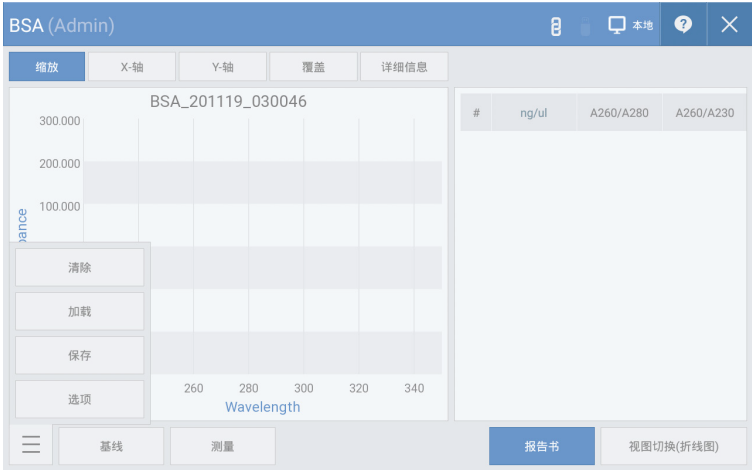 BSA (Admin)
本地
?
缩放
X-轴
Y-轴
覆盖
详细信息
BSA_201119_030046
300.000
200.000
100.000
260
280
300
320
340
Wavelength
# ng/ul A260/A280 A260/A230
清除
加载
保存
选项
基线
测量
报告书
视图切换(折线图)